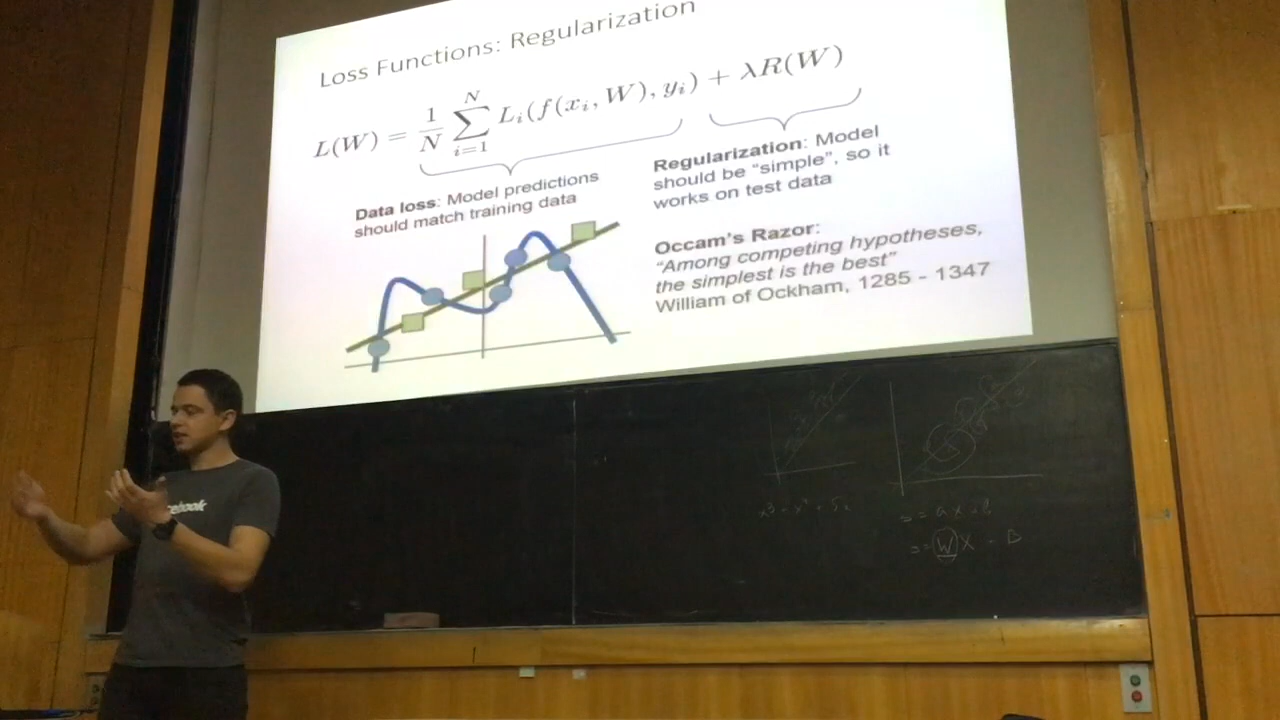 Loss Functions: Regularization
L(W) = \frac{1}{N} \sum_{i=1}^{N} L_i(f(x_i, W), y_i) + λR(W)
Data loss: Model predictions
should match training data
Regularization: Model
should be "simple", so it
works on test data
Occam's Razor:
"Among competing hypotheses,
the simplest is the best"
William of Ockham, 1285 - 1347